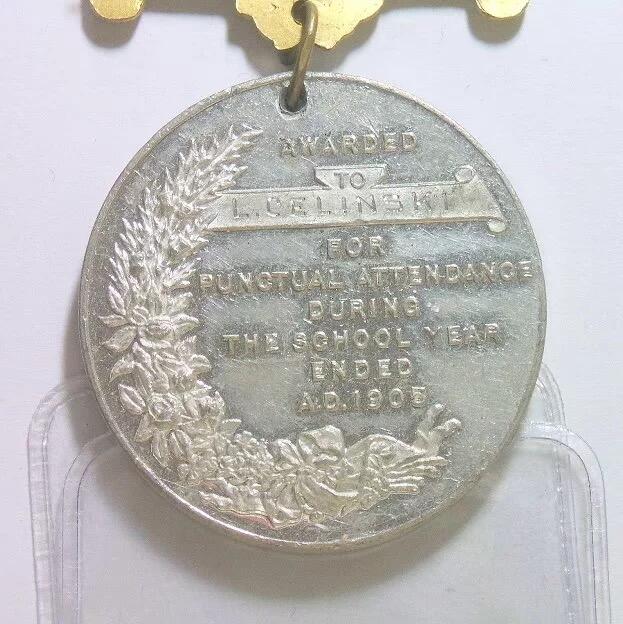 AWARDED
TO
L. CELINSKI
FOR
PUNCTUAL ATTENDANCE
DURING
THE SCHOOL YEAR
ENDED
A.D. 1905